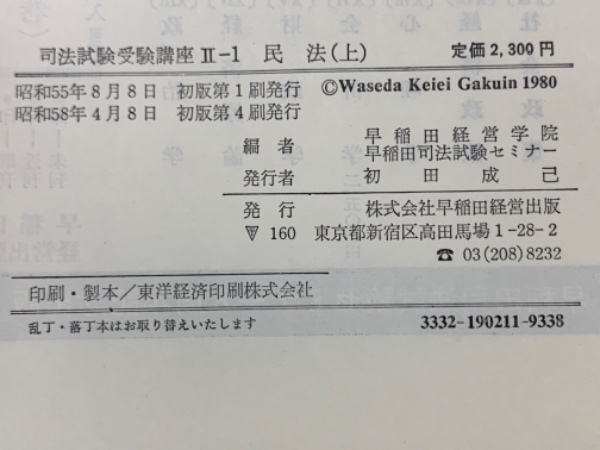 司法試験受験講座 Ⅱ-1 民 法(上) 定価2,300円
昭和55年8月8日 初版第1刷発行 ©Waseda Keiei Gakuin 1980
昭和58年4月8日 初版第4刷発行
編者 早稲田経営学院
早稲田司法試験セミナー
発行者 初田成己
発行 株式会社早稲田経営出版
〒160 東京都新宿区高田馬場1-28-2
☎ 03(208)8232
印刷・製本/東洋経済印刷株式会社
乱丁・落丁本はお取り替えいたします 3332-190211-9338